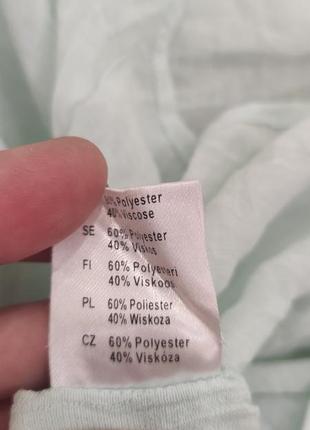 60% Polyester
40% Viscose
SE 60% Polyester
40% Viskos
FI 60% Polyesteri
40% Viskoos
PL 60% Poliester
40% Wiskoza
CZ 60% Polyester
40% Viskóza